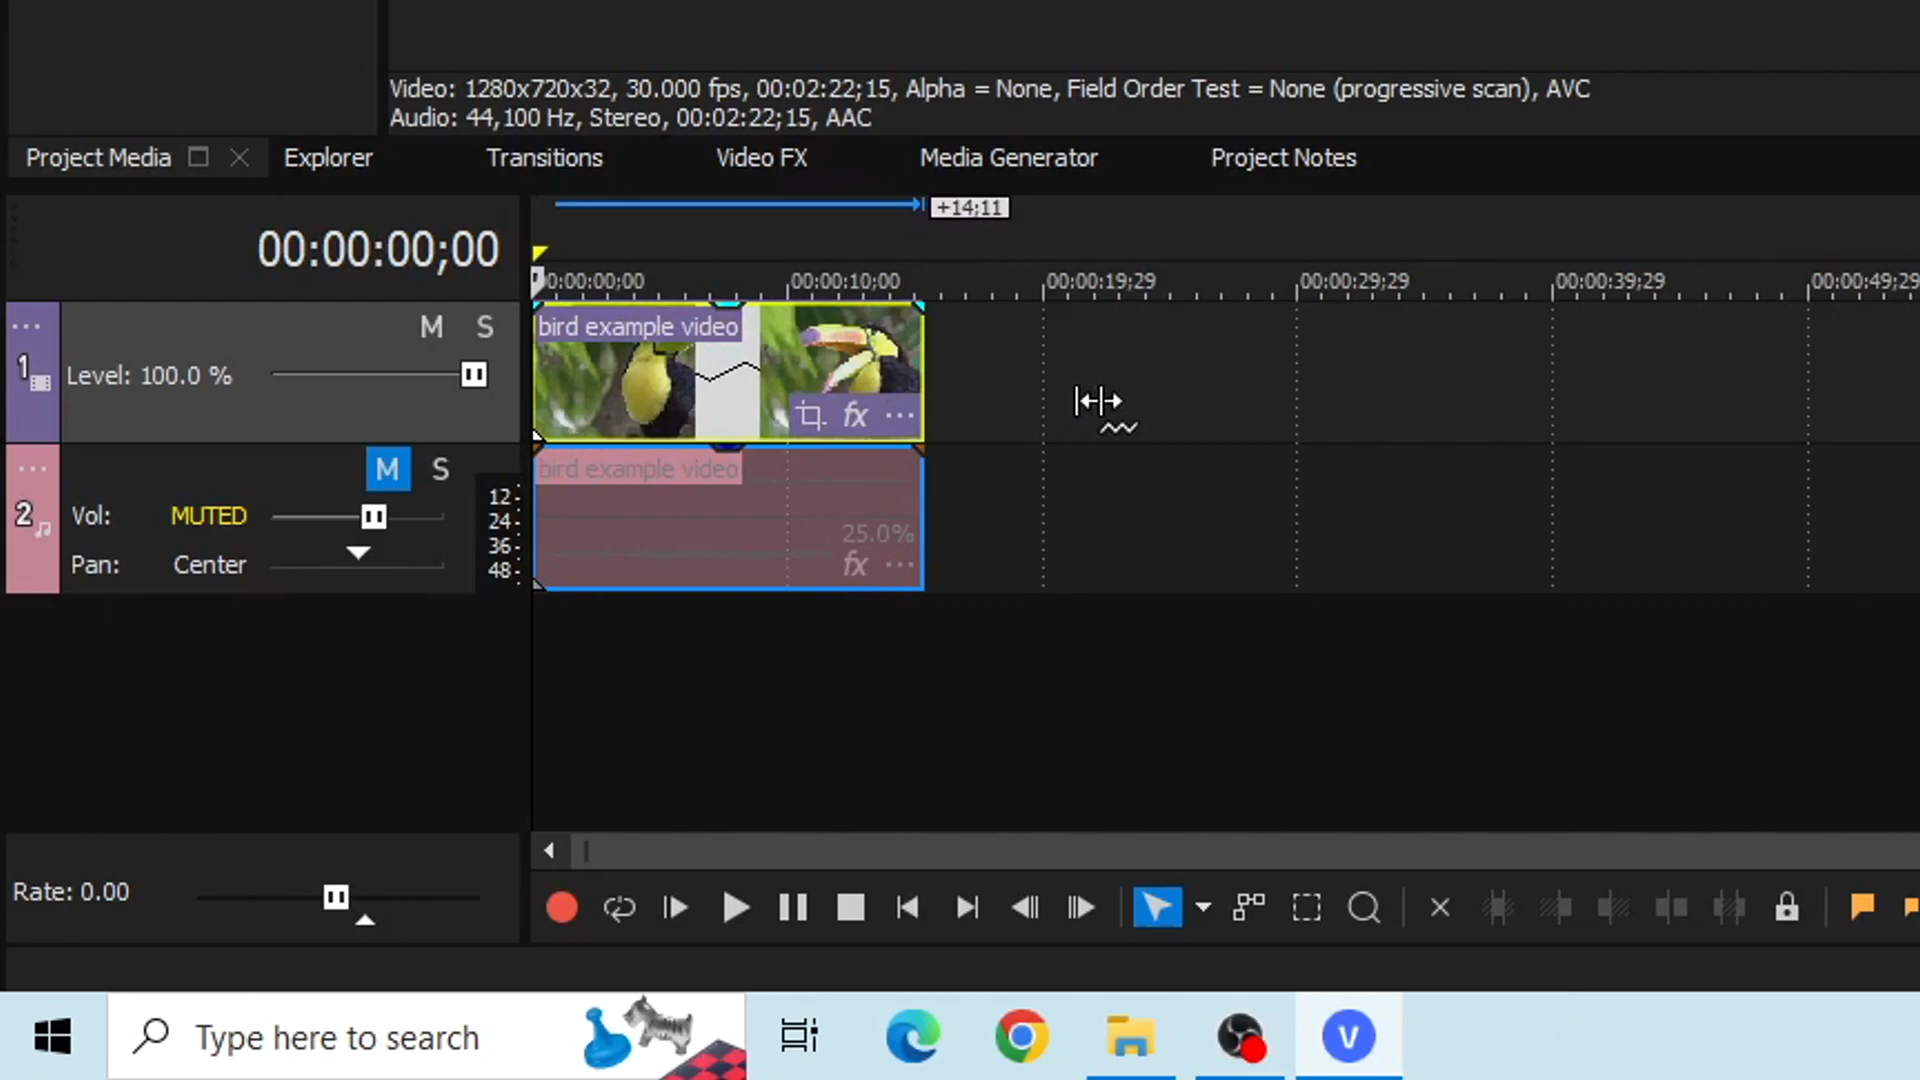 Video: 1280x720x32, 30.000 fps, 00:02:22;15, Alpha = None, Field Order Test = None (progressive scan), AVC
Audio: 44,100 Hz, Stereo, 00:02:22;15, AAC
Project Media Explorer Transitions Video FX Media Generator Project Notes
+14;11
00:00:00;00
00:00:00;00 00:00:10;00 00:00:19;29 00:00:29;29 00:00:39;29 00:00:49;29
1 M S
Level: 100.0 %
bird example video
fx
2 M S
Vol: MUTED
Pan: Center
12
24
36
48
bird example video
25.0%
fx
Rate: 0.00
Type here to search
V